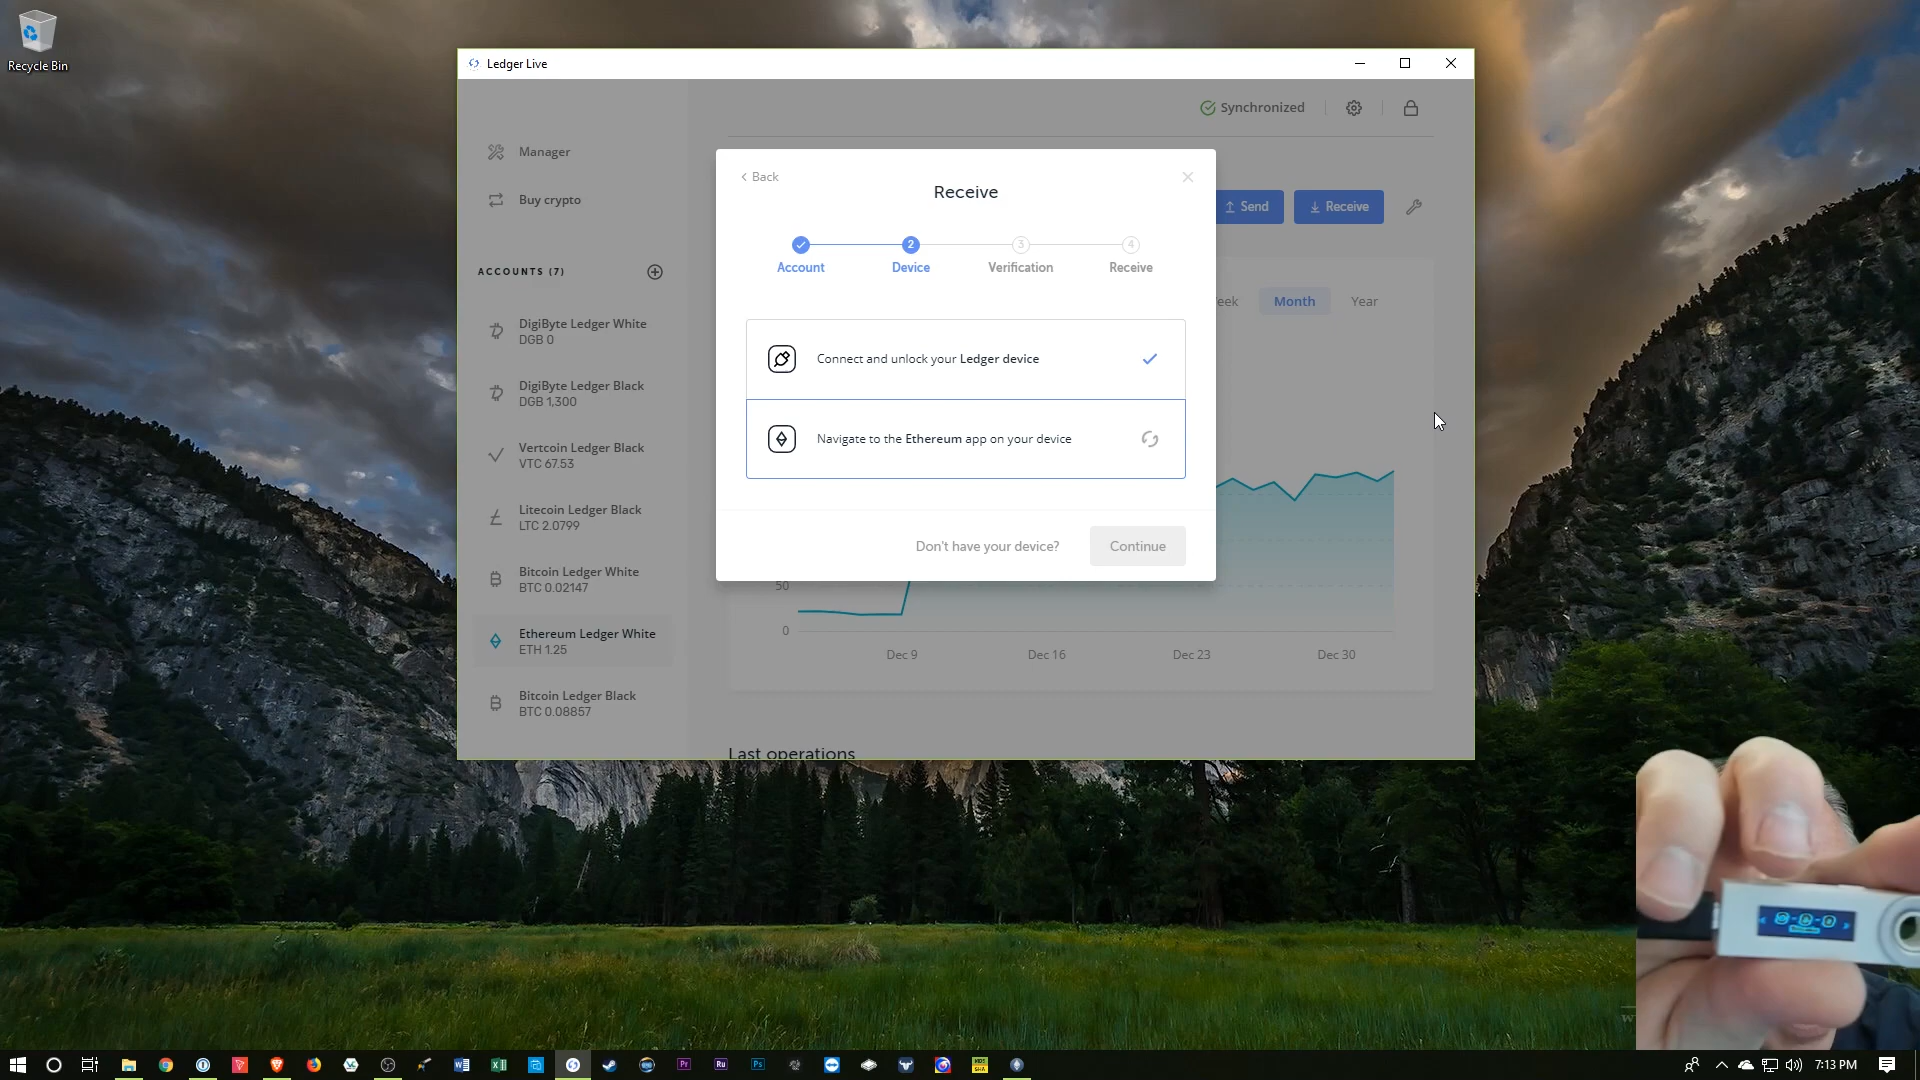 Recycle Bin
Ledger Live
Synchronized
Manager
Buy crypto
ACCOUNTS (7)
DigiByte Ledger White
DGB 0
DigiByte Ledger Black
DGB 1,300
Vertcoin Ledger Black
VTC 67.53
Litecoin Ledger Black
LTC 2.0799
Bitcoin Ledger White
BTC 0.02147
Ethereum Ledger White
ETH 1.25
Bitcoin Ledger Black
BTC 0.08857
Send
Receive
Month
Year
Back
Receive
2
3
4
Account
Device
Verification
Receive
Connect and unlock your Ledger device
Navigate to the Ethereum app on your device
Don't have your device?
Continue
50
0
Dec 9
Dec 16
Dec 23
Dec 30
Last operations
Pr
Ru
Ps
7:13 PM